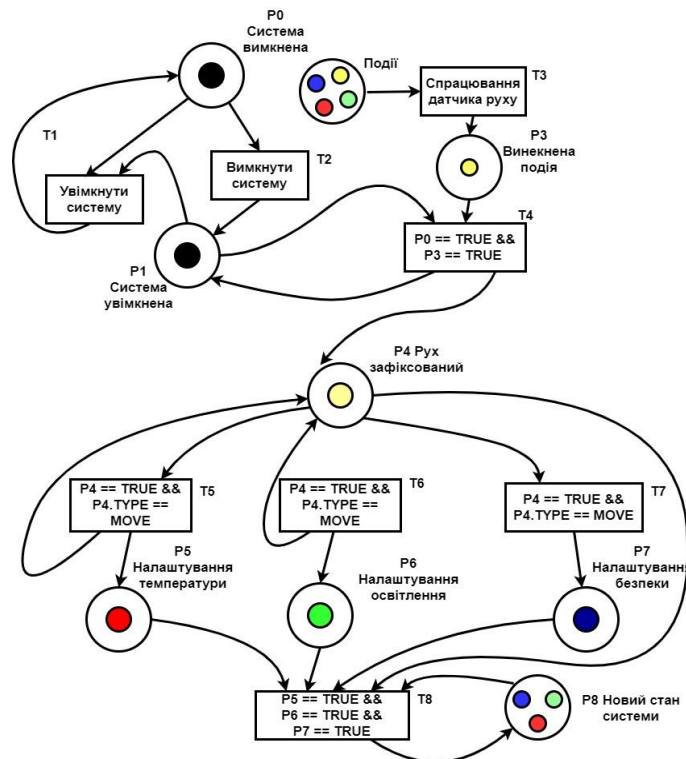 P0
Система
вимкнена
Події
Спрацювання
датчика руху
T3
T1
P3
Винекнена
подія
Увімкнути
систему
Вимкнути
систему
T2
T4
P0 == TRUE &&
P3 == TRUE
P1
Система
увімкнена
P4 Рух
зафіксований
P4 == TRUE &&
P4.TYPE ==
MOVE
T5
P4 == TRUE &&
P4.TYPE ==
MOVE
T6
P4 == TRUE &&
P4.TYPE == MOVE
T7
P5
Налаштування
температури
P6
Налаштування
освітлення
P7
Налаштування
безпеки
P5 == TRUE &&
P6 == TRUE &&
P7 == TRUE
T8
P8 Новий стан
системи